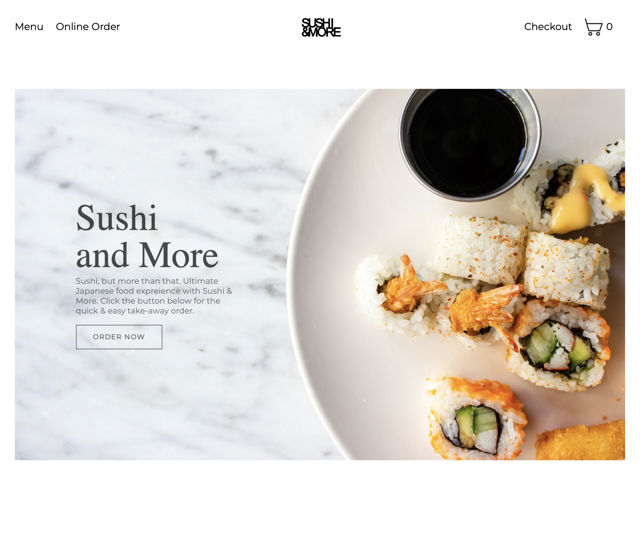 Menu
Online Order
SUSHI
&MORE
Checkout
0
Sushi
and More
Sushi, but more than that. Ultimate
Japanese food expreience with Sushi &
More. Click the button below for the
quick & easy take-away order.
ORDER NOW